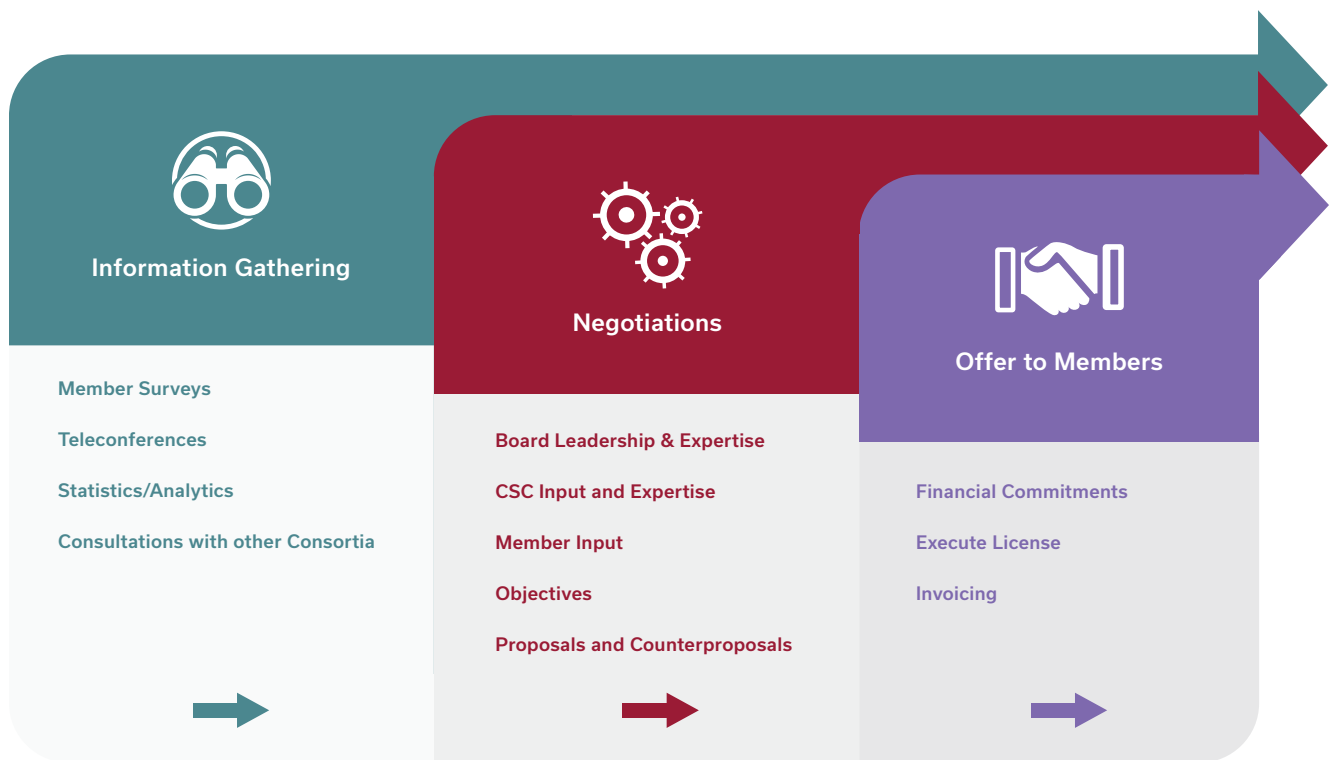 Information Gathering
Member Surveys
Teleconferences
Statistics/Analytics
Consultations with other Consortia
Negotiations
Board Leadership & Expertise
CSC Input and Expertise
Member Input
Objectives
Proposals and Counterproposals
Offer to Members
Financial Commitments
Execute License
Invoicing